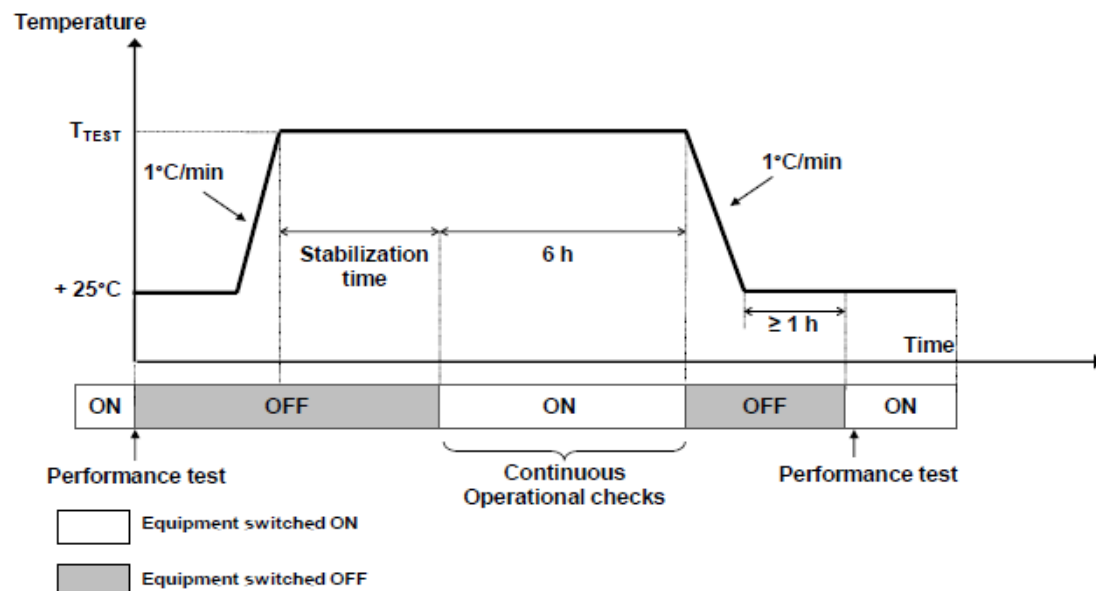 Temperature
T_TEST
1°C/min
1°C/min
Stabilization
time
6 h
+ 25°C
≥ 1 h
Time
ON
OFF
ON
OFF
ON
Performance test
Continuous
Operational checks
Performance test
Equipment switched ON
Equipment switched OFF